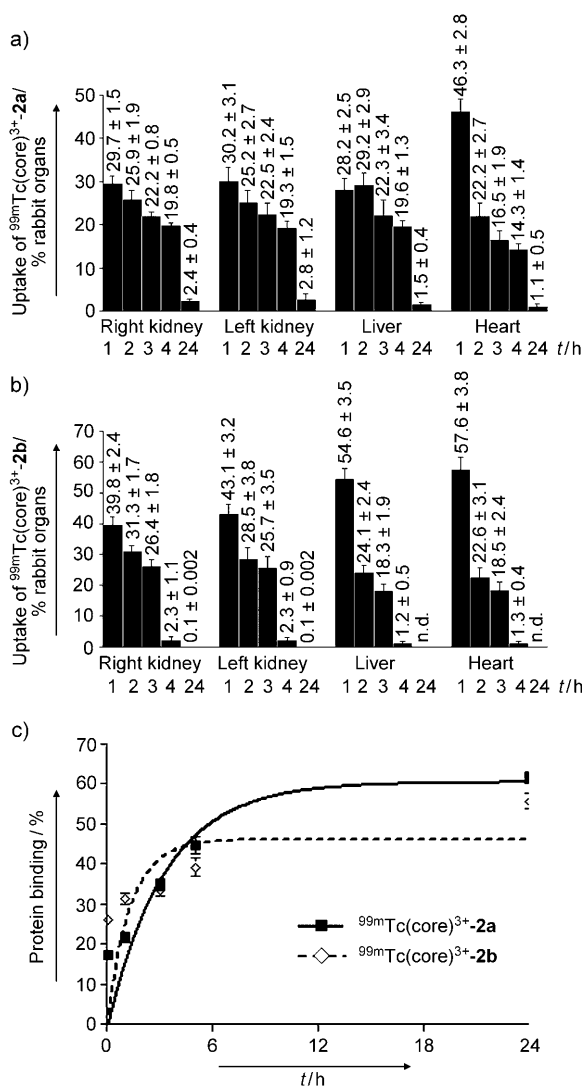 a)
Uptake of 99mTc(core)3+-2a/
% rabbit organs
50
40
30
20
10
0
29.7 ± 1.5
25.9 ± 1.9
22.2 ± 0.8
19.8 ± 0.5
2.4 ± 0.4
30.2 ± 3.1
25.2 ± 2.7
22.5 ± 2.4
19.3 ± 1.5
2.8 ± 1.2
28.2 ± 2.5
29.2 ± 2.9
22.3 ± 3.4
19.6 ± 1.3
1.5 ± 0.4
46.3 ± 2.8
22.2 ± 2.7
16.5 ± 1.9
14.3 ± 1.4
1.1 ± 0.5
Right kidney Left kidney Liver Heart
1 2 3 4 24 1 2 3 4 24 1 2 3 4 24 1 2 3 4 24 t/h
b)
Uptake of 99mTc(core)3+-2b/
% rabbit organs
70
60
50
40
30
20
10
0
39.8 ± 2.4
31.3 ± 1.7
26.4 ± 1.8
2.3 ± 1.1
0.1 ± 0.002
43.1 ± 3.2
28.5 ± 3.8
25.7 ± 3.5
2.3 ± 0.9
0.1 ± 0.002
54.6 ± 3.5
24.1 ± 2.4
18.3 ± 1.9
1.2 ± 0.5
n.d.
57.6 ± 3.8
22.6 ± 3.1
18.5 ± 2.4
1.3 ± 0.4
n.d.
Right kidney Left kidney Liver Heart
1 2 3 4 24 1 2 3 4 24 1 2 3 4 24 1 2 3 4 24 t/h
c)
Protein binding / %
70
60
50
40
30
20
10
0
99mTc(core)3+-2a
99mTc(core)3+-2b
0 6 12 18 24
t/h